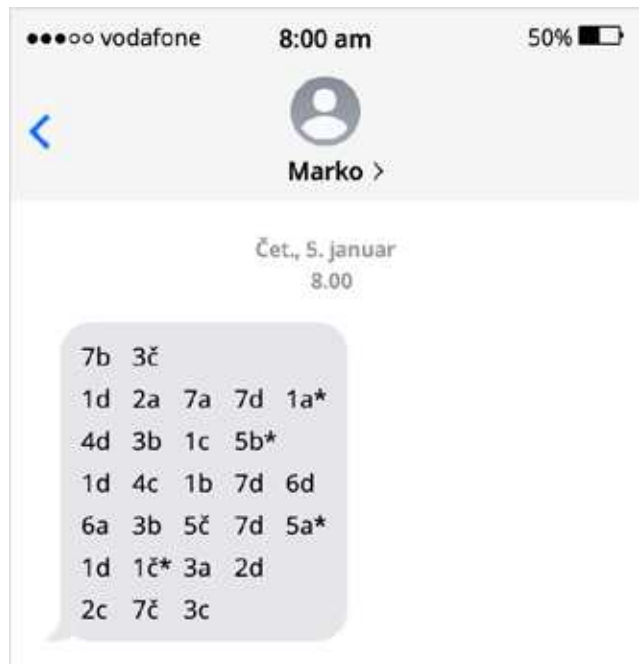 vodafone 8:00 am 50%
Marko >
Čet., 5. januar
8.00
7b 3č
1d 2a 7a 7d 1a*
4d 3b 1c 5b*
1d 4c 1b 7d 6d
6a 3b 5č 7d 5a*
1d 1č* 3a 2d
2c 7č 3c